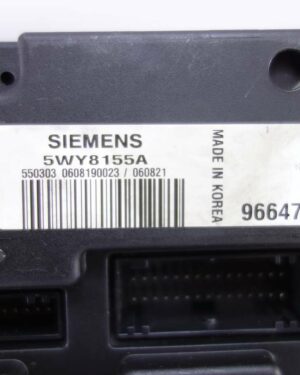 SIEMENS
5WY8155A
550303 0608190023 / 060821
MADE IN KOREA
96647